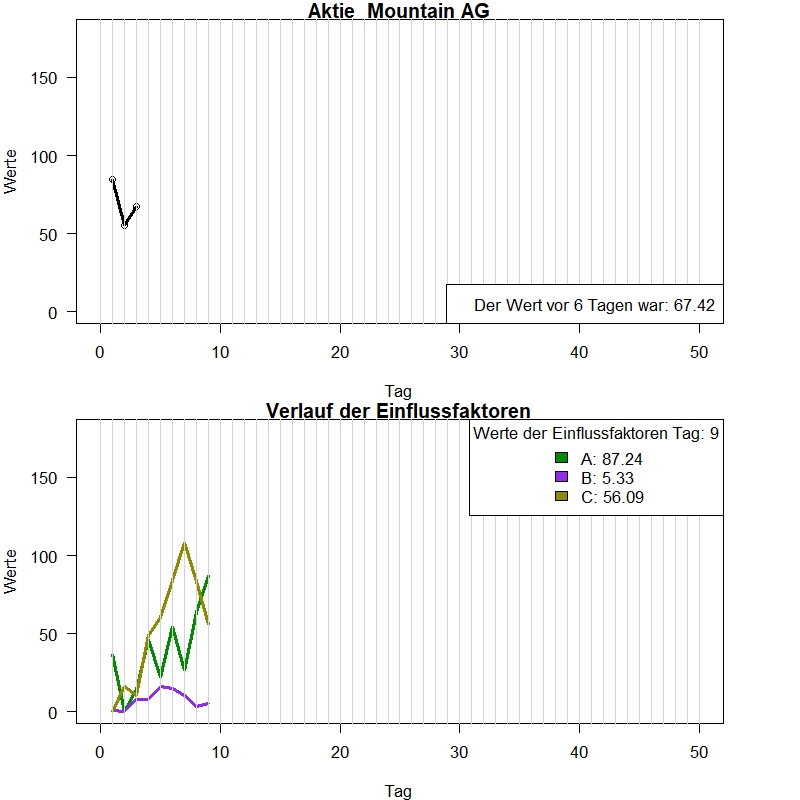 Aktie  Mountain AG
Werte
150
100
50
0
Der Wert vor 6 Tagen war: 67.42
0 10 20 30 40 50
Tag
Verlauf der Einflussfaktoren
Werte
150
100
50
0
Werte der Einflussfaktoren Tag: 9
A: 87.24
B: 5.33
C: 56.09
0 10 20 30 40 50
Tag